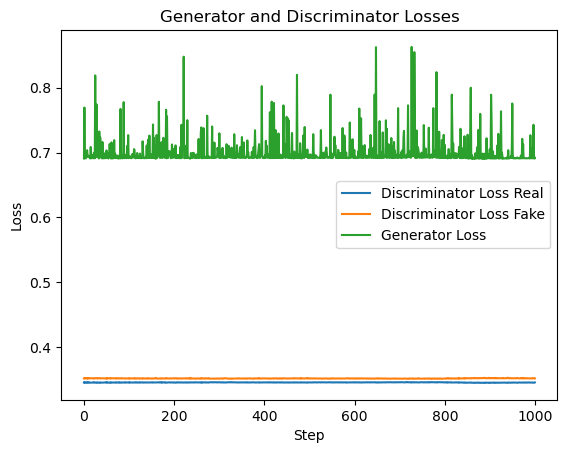 Generator and Discriminator Losses
0.8
0.7
0.6
0.5
0.4
Loss
Discriminator Loss Real
Discriminator Loss Fake
Generator Loss
0
200
400
600
800
1000
Step